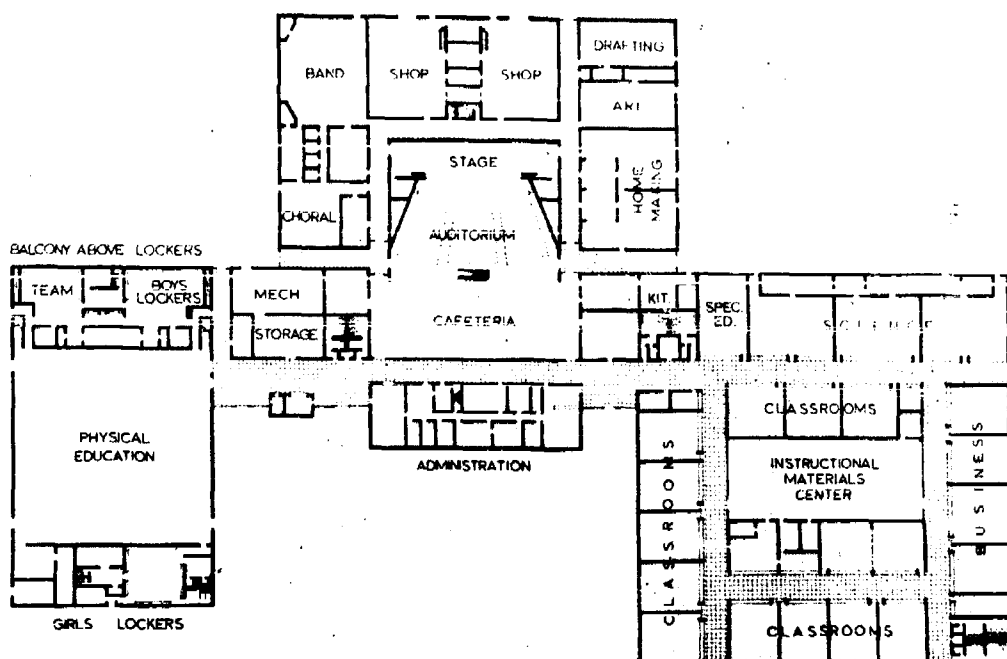 DRAFTING
BAND
SHOP
SHOP
ART
STAGE
HOME
MAKING
CHORAL
AUDITORIUM
BALCONY ABOVE LOCKERS
TEAM
BOYS
LOCKERS
MECH
KIT.
SPEC.
ED.
STORAGE
CAFETERIA
SCIENCE
CLASSROOMS
PHYSICAL
EDUCATION
ADMINISTRATION
CLASSROOMS
INSTRUCTIONAL
MATERIALS
CENTER
BUSINESS
GIRLS LOCKERS
CLASSROOMS